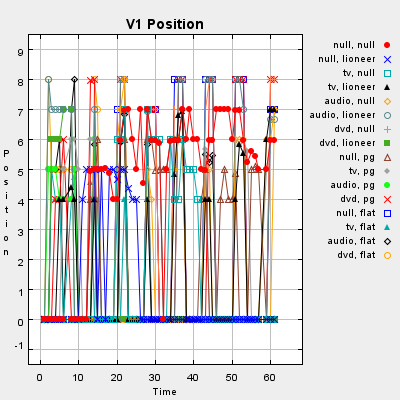 V1 Position
9
8
7
6
5
4
3
2
1
0
-1
Position
0
10
20
30
40
50
60
Time
null, null
null, lioneer
tv, null
tv, lioneer
audio, null
audio, lioneer
dvd, null
dvd, lioneer
null, pg
tv, pg
audio, pg
dvd, pg
null, flat
tv, flat
audio, flat
dvd, flat